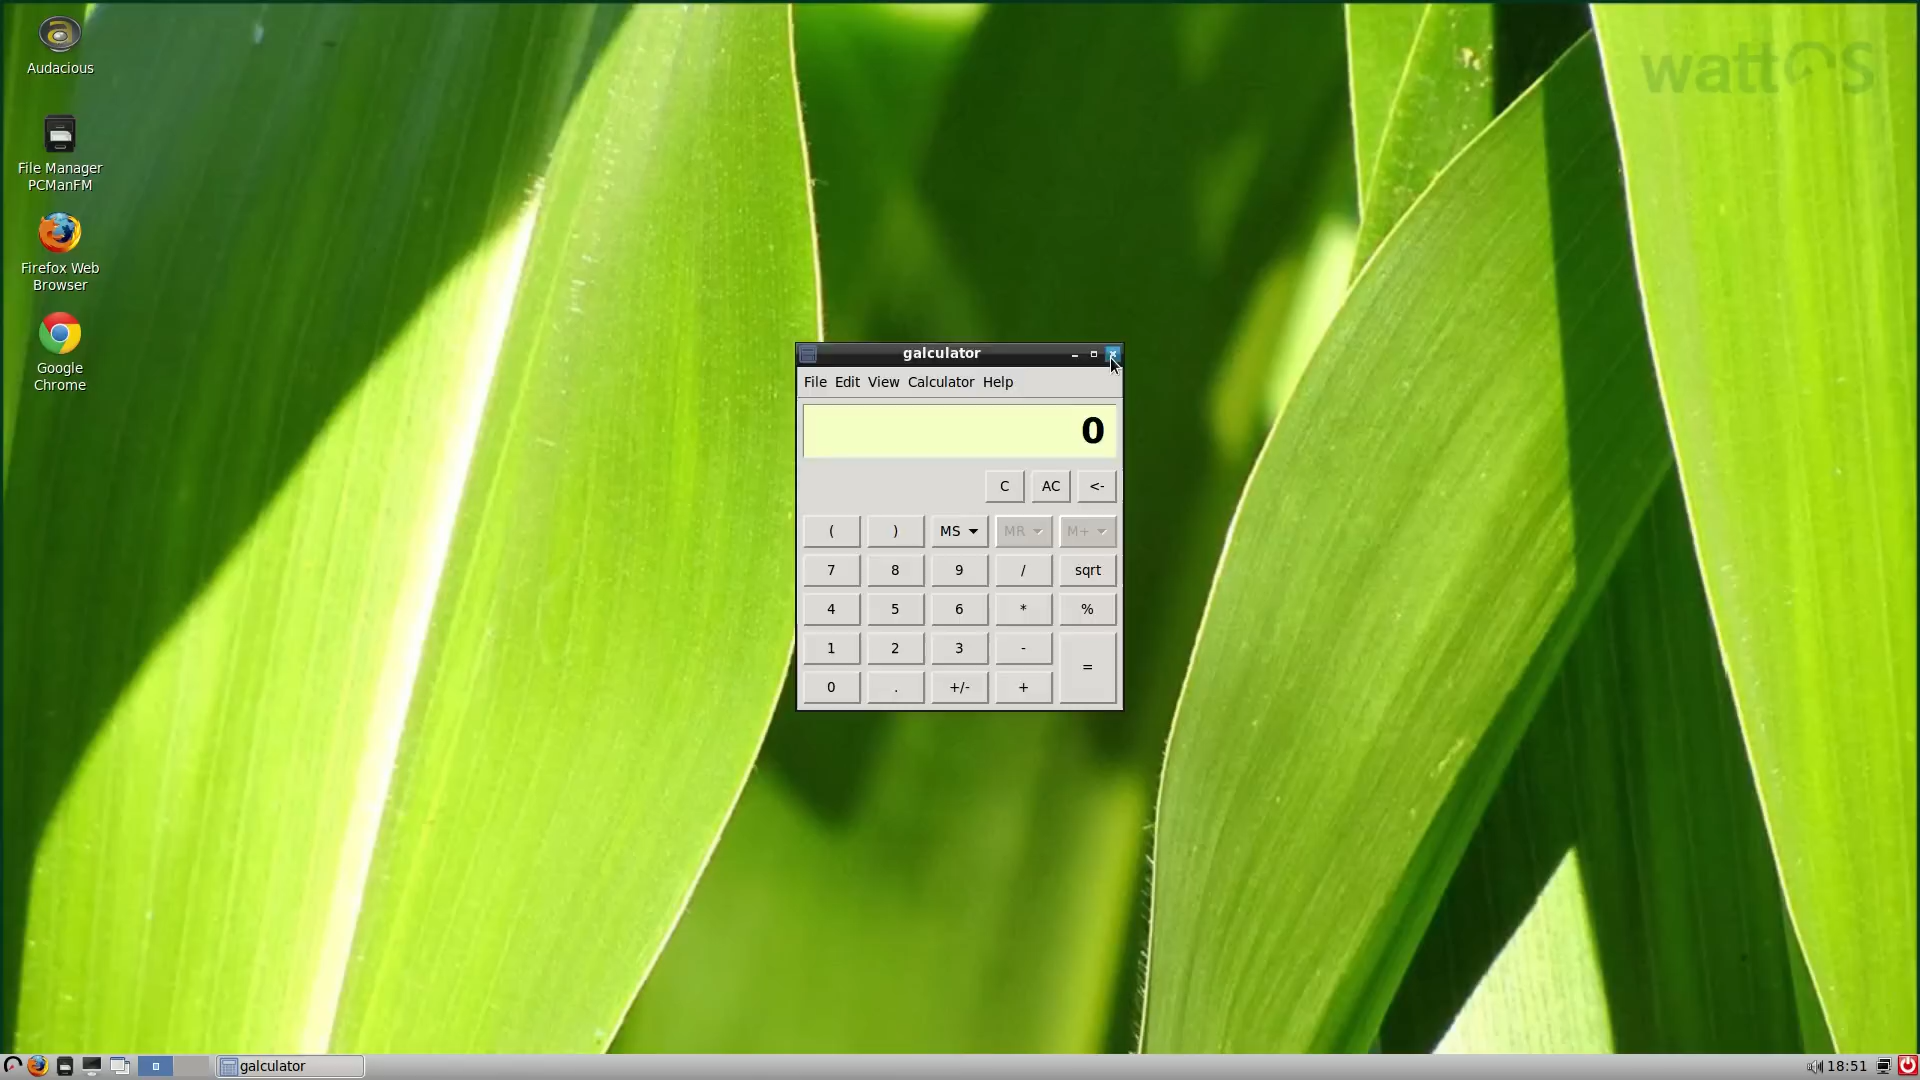 Audacious
File Manager
PCManFM
Firefox Web
Browser
Google
Chrome
wattOS
galculator
File Edit View Calculator Help
0
C AC <-
( ) MS MR M+
7 8 9 / sqrt
4 5 6 * %
1 2 3 - =
0 . +/- +
galculator
18:51